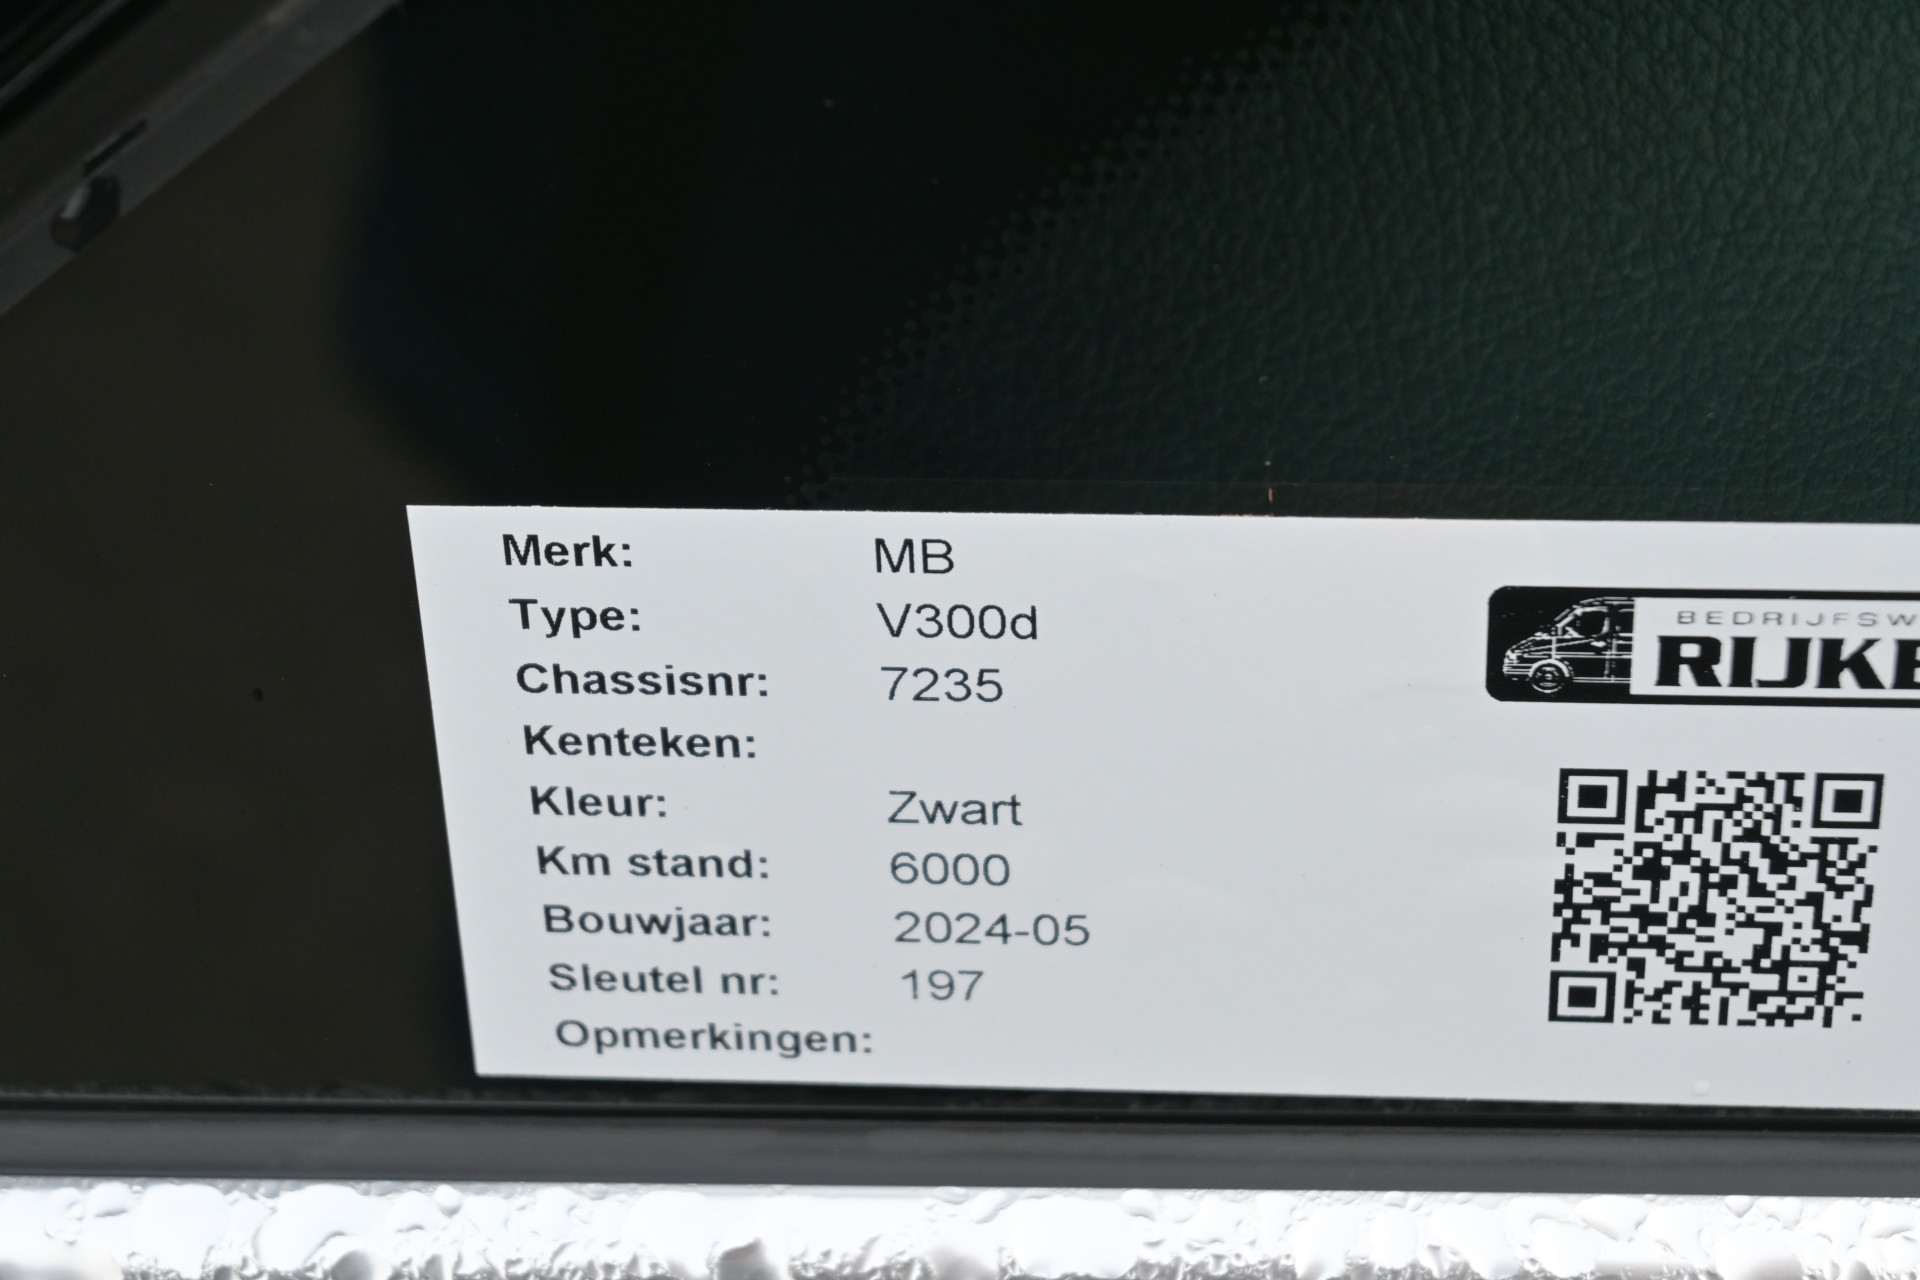 Merk: MB
Type: V300d
Chassisnr: 7235
Kenteken:
Kleur: Zwart
Km stand: 6000
Bouwjaar: 2024-05
Sleutel nr: 197
Opmerkingen:
BEDRIJFSW
RIJKE